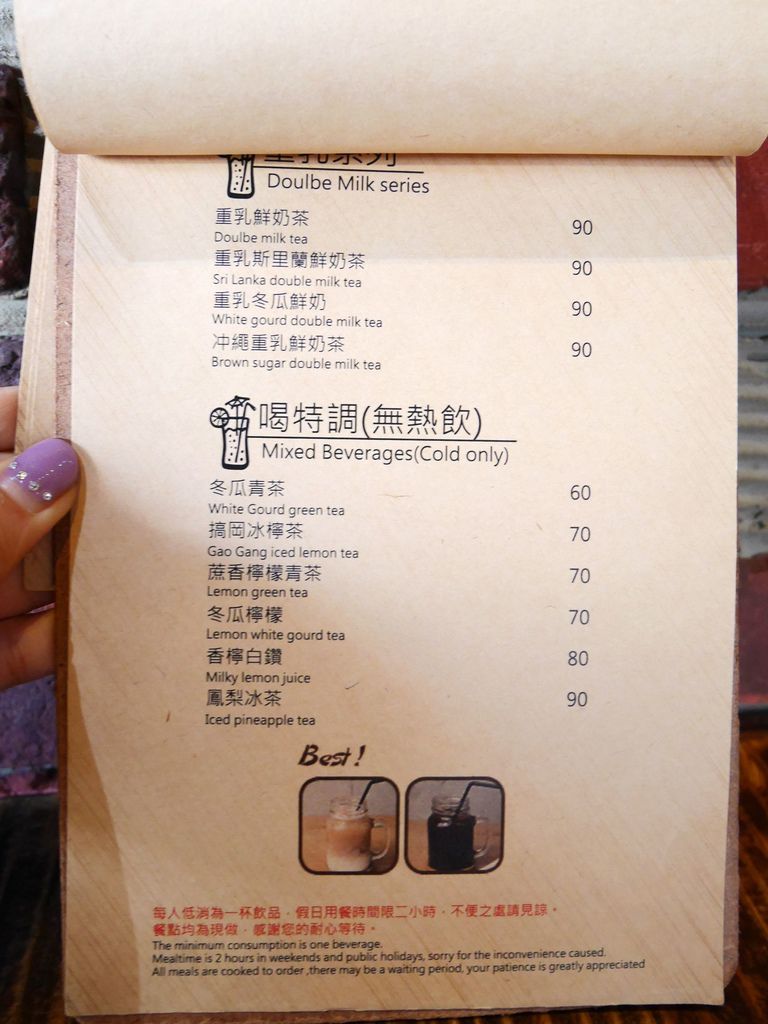 重乳系列
Doulbe Milk series
重乳鮮奶茶 90
Doulbe milk tea
重乳斯里蘭鮮奶茶 90
Sri Lanka double milk tea
重乳冬瓜鮮奶 90
White gourd double milk tea
冲繩重乳鮮奶茶 90
Brown sugar double milk tea
喝特調(無熱飲)
Mixed Beverages(Cold only)
冬瓜青茶 60
White Gourd green tea
搞岡冰檸茶 70
Gao Gang iced lemon tea
蔗香檸檬青茶 70
Lemon green tea
冬瓜檸檬 70
Lemon white gourd tea
香檸白鑽 80
Milky lemon juice
鳳梨冰茶 90
Iced pineapple tea
Best!
每人低消為一杯飲品，假日用餐時間限二小時，不便之處請見諒。
餐點均為現做，感謝您的耐心等待。
The minimum consumption is one beverage.
Mealtime is 2 hours in weekends and public holidays, sorry for the inconvenience caused.
All meals are cooked to order ,there may be a waiting period, your patience is greatly appreciated